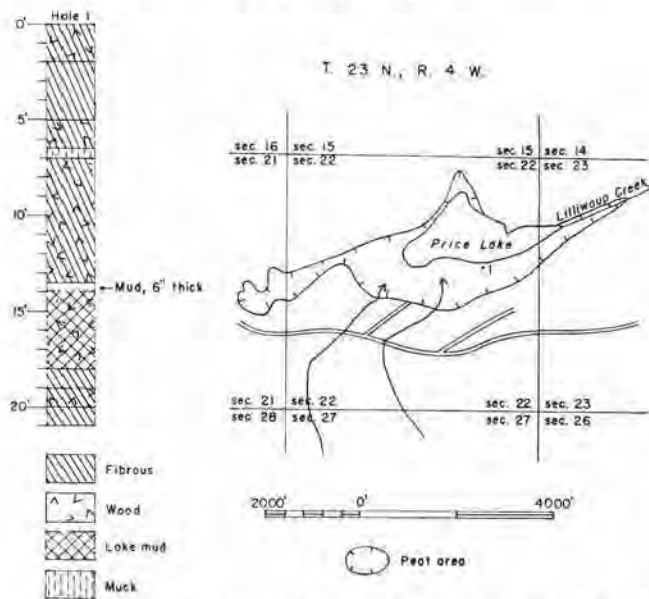 Hole 1
0'
5'
10'
15'
20'
Mud, 6" thick
Fibrous
Wood
Lake mud
Muck
T. 23 N., R. 4 W.
sec. 16 sec. 15
sec. 21 sec. 22
sec. 15 sec. 14
sec. 22 sec. 23
Lilliwaup Creek
Price Lake
1
sec. 21 sec. 22
sec. 28 sec. 27
sec. 22 sec. 23
sec. 27 sec. 26
2000' 0' 4000'
Peat area